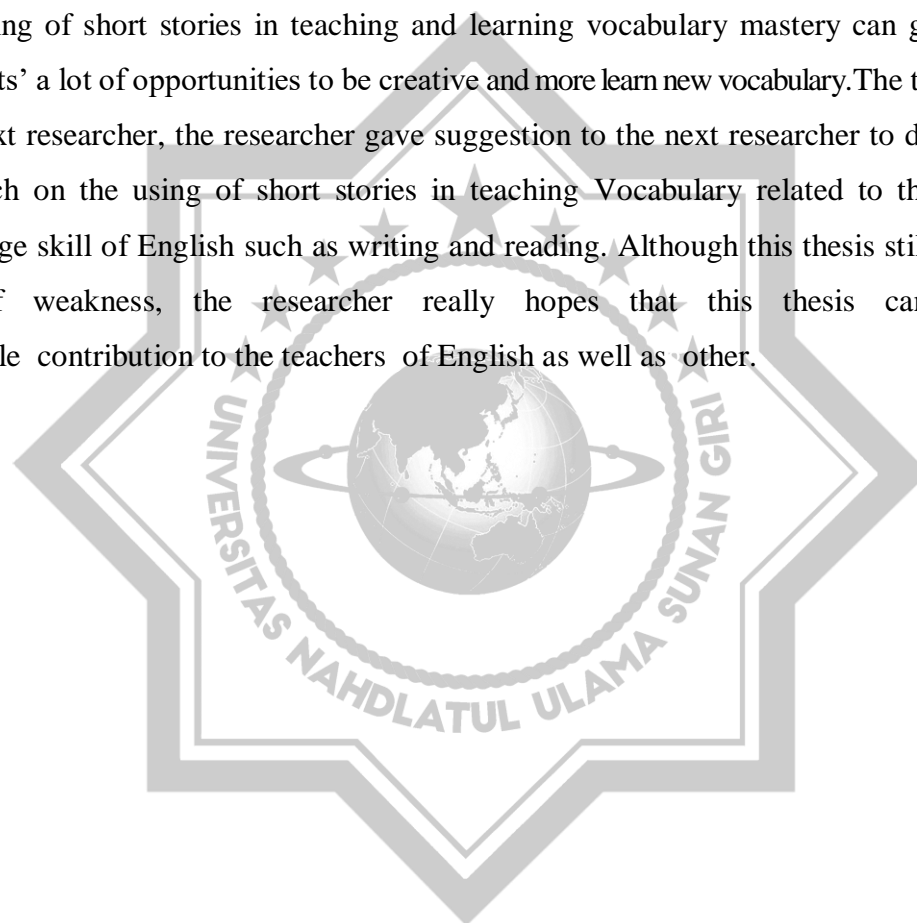 ing of short stories in teaching and learning vocabulary mastery can g
ts’ a lot of opportunities to be creative and more learn new vocabulary.The t
xt researcher, the researcher gave suggestion to the next researcher to d
ch on the using of short stories in teaching Vocabulary related to th
ge skill of English such as writing and reading. Although this thesis stil
f weakness, the researcher really hopes that this thesis car
le contribution to the teachers of English as well as other.
UNIVERSITAS NAHDLATUL ULAMA SUNAN GIRI